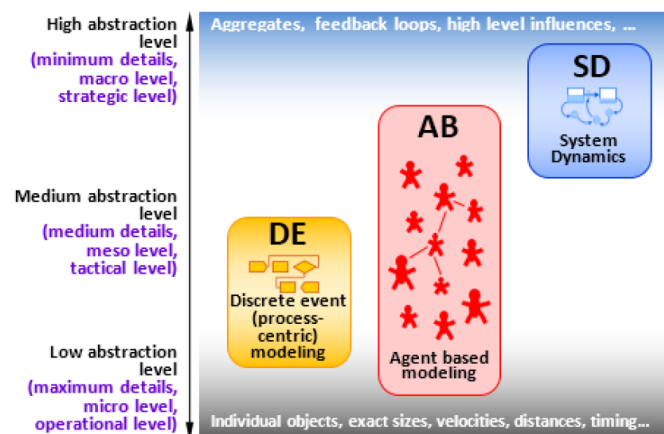 High abstraction
level
(minimum details,
macro level,
strategic level)
Aggregates, feedback loops, high level influences, ...
SD
System
Dynamics
AB
Medium abstraction
level
(medium details,
meso level,
tactical level)
DE
Discrete event
(process-
centric)
modeling
Agent based
modeling
Low abstraction
level
(maximum details,
micro level,
operational level)
Individual objects, exact sizes, velocities, distances, timing...